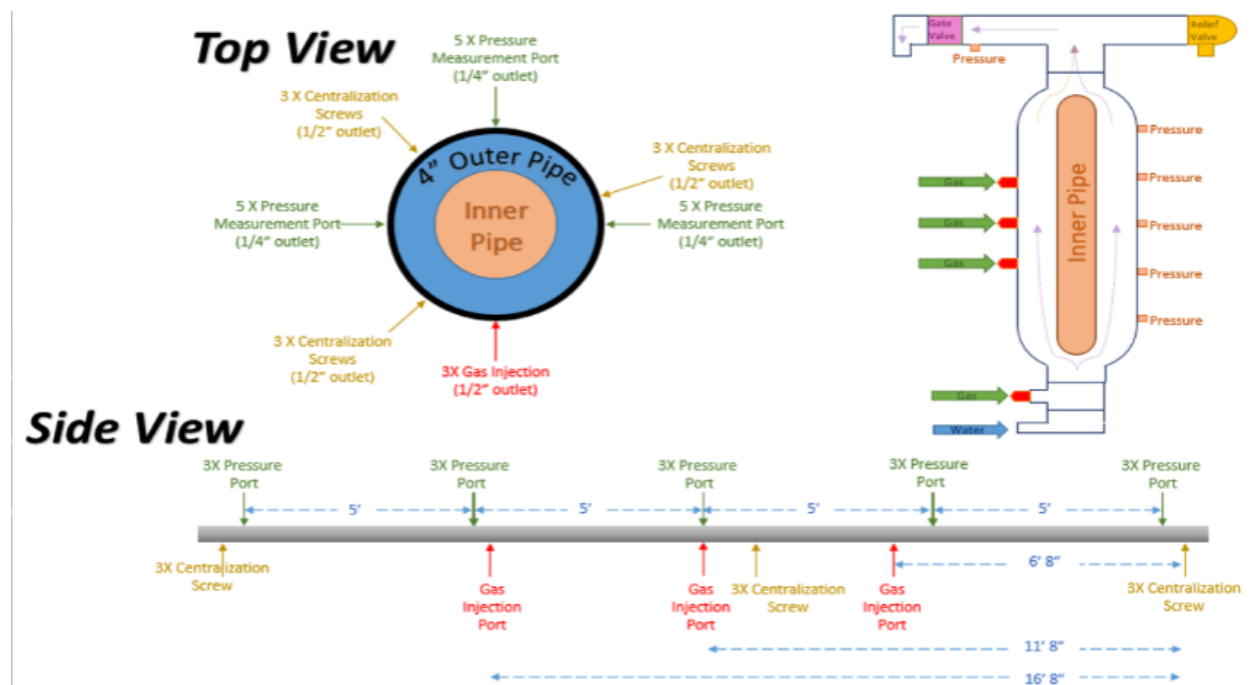 Top View
5 X Pressure
Measurement Port
(1/4” outlet)
3 X Centralization
Screws
(1/2” outlet)
3 X Centralization
Screws
(1/2” outlet)
4” Outer Pipe
Inner
Pipe
5 X Pressure
Measurement Port
(1/4” outlet)
5 X Pressure
Measurement Port
(1/4” outlet)
3 X Centralization
Screws
(1/2” outlet)
3X Gas Injection
(1/2” outlet)
Gate
Valve
Relief
Valve
Pressure
Pressure
Pressure
Pressure
Pressure
Pressure
Gas
Gas
Gas
Inner Pipe
Gas
Water
Side View
3X Pressure
Port
3X Pressure
Port
3X Pressure
Port
3X Pressure
Port
3X Pressure
Port
5’
5’
5’
5’
3X Centralization
Screw
Gas
Injection
Port
Gas
Injection
Port
3X Centralization
Screw
Gas
Injection
Port
6’ 8”
3X Centralization
Screw
11’ 8”
16’ 8”